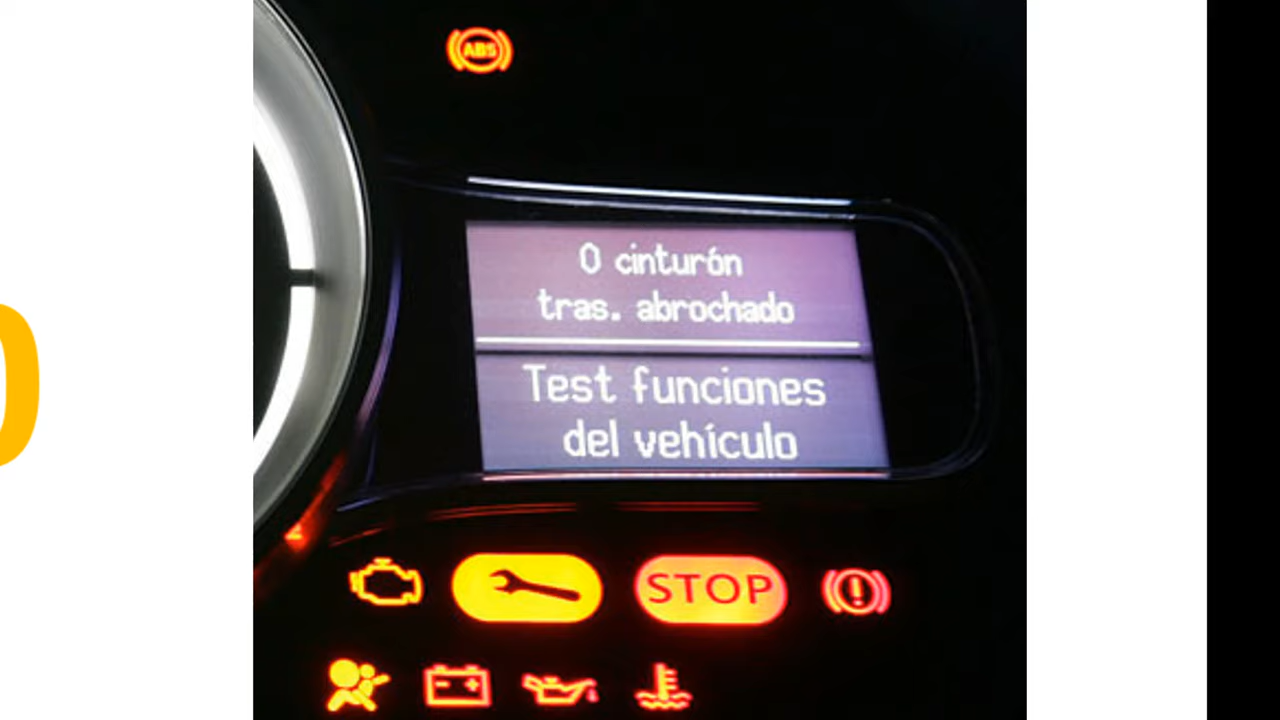 ABS
0 cinturón
tras. abrochado
Test funciones
del vehículo
STOP